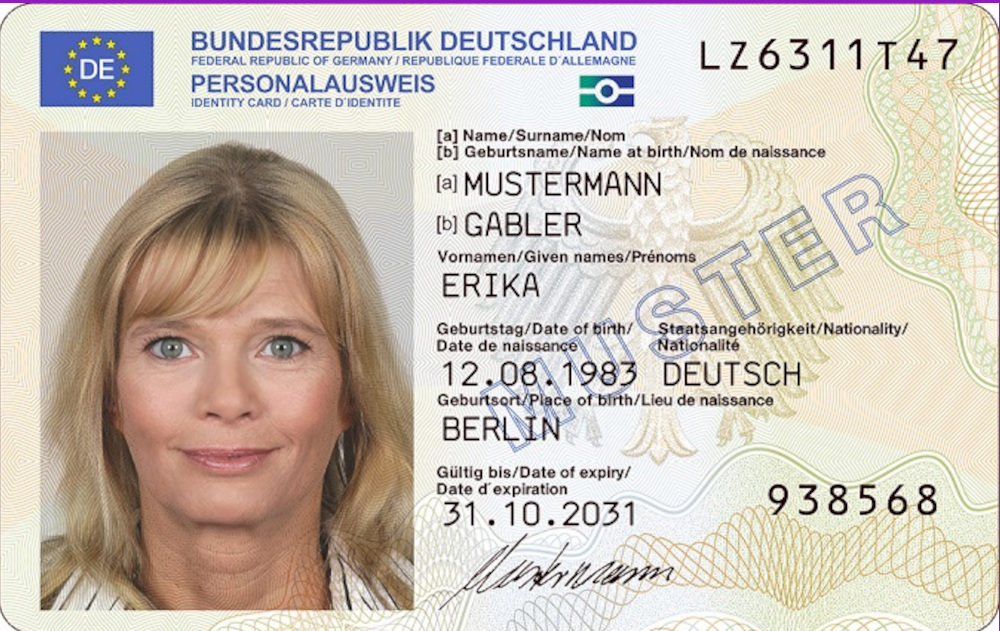 DE
BUNDESREPUBLIK DEUTSCHLAND
FEDERAL REPUBLIC OF GERMANY / REPUBLIQUE FEDERALE D´ALLEMAGNE
PERSONALAUSWEIS
IDENTITY CARD / CARTE D´IDENTITE
LZ6311T47
[a] Name/Surname/Nom
[b] Geburtsname/Name at birth/Nom de naissance
[a] MUSTERMANN
[b] GABLER
Vornamen/Given names/Prénoms
ERIKA
Geburtstag/Date of birth/
Date de naissance
Staatsangehörigkeit/Nationality/
Nationalité
12.08.1983 DEUTSCH
Geburtsort/Place of birth/Lieu de naissance
BERLIN
Gültig bis/Date of expiry/
Date d´expiration
31.10.2031
938568
Mustermann
MUSTER